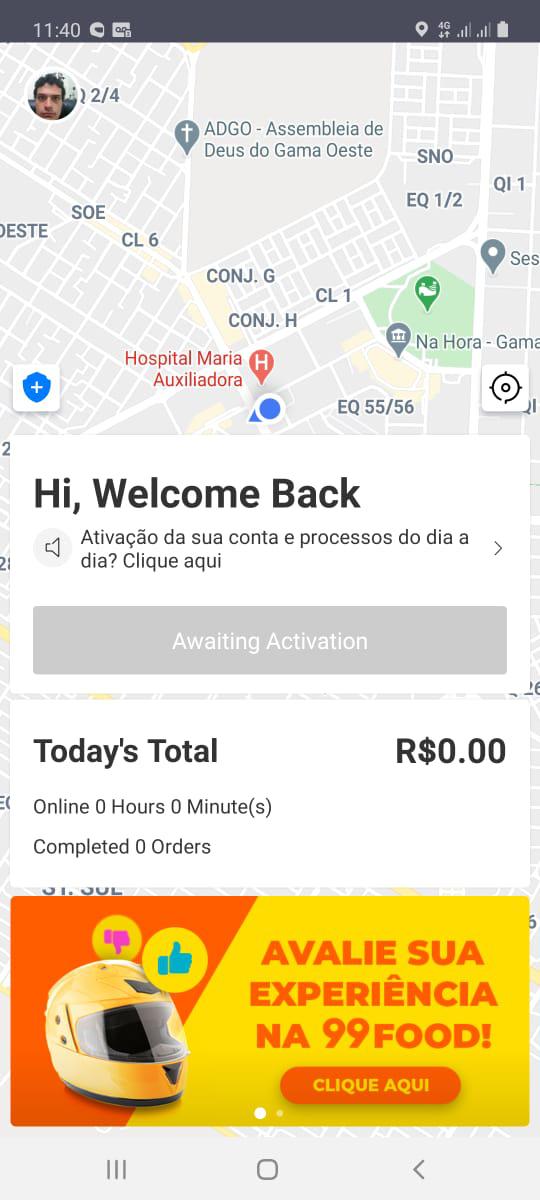 11:40
4G
Q 2/4
ADGO - Assembleia de
Deus do Gama Oeste
SNO
EQ 1/2
QI 1
SOE
OESTE
CL 6
CONJ. G
CL 1
CONJ. H
Ses
Na Hora - Gama
Hospital Maria
Auxiliadora
EQ 55/56
QI
Hi, Welcome Back
Ativação da sua conta e processos do dia a
dia? Clique aqui
Awaiting Activation
26
Today's Total
R$0.00
Online 0 Hours 0 Minute(s)
Completed 0 Orders
ST. SUL
AVALIE SUA
EXPERIÊNCIA
NA 99FOOD!
CLIQUE AQUI